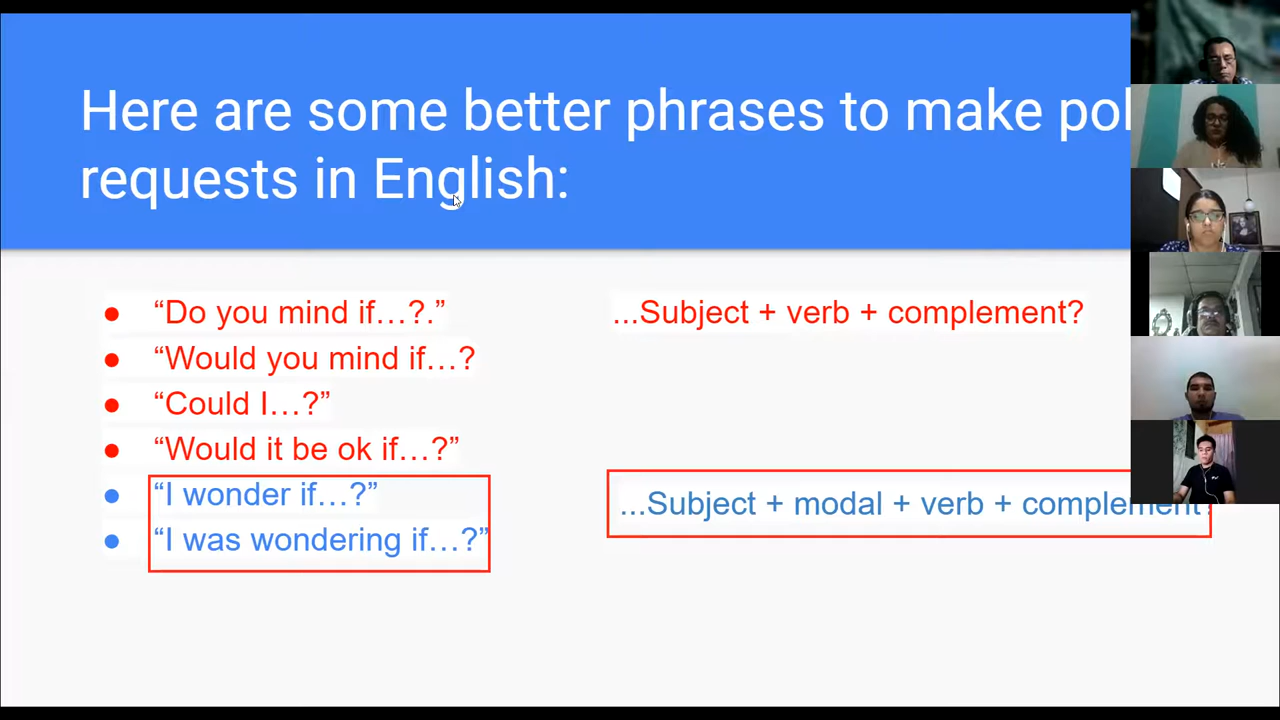 Here are some better phrases to make pol
requests in English:
● “Do you mind if…?.” ...Subject + verb + complement?
● “Would you mind if…?
● “Could I…?”
● “Would it be ok if…?”
● “I wonder if…?”
...Subject + modal + verb + complement?
● “I was wondering if…?”